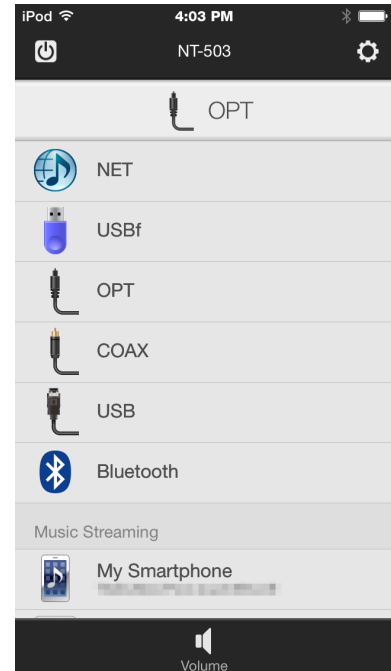 iPod 4:03 PM
NT-503
OPT
NET
USBf
OPT
COAX
USB
Bluetooth
Music Streaming
My Smartphone
Volume